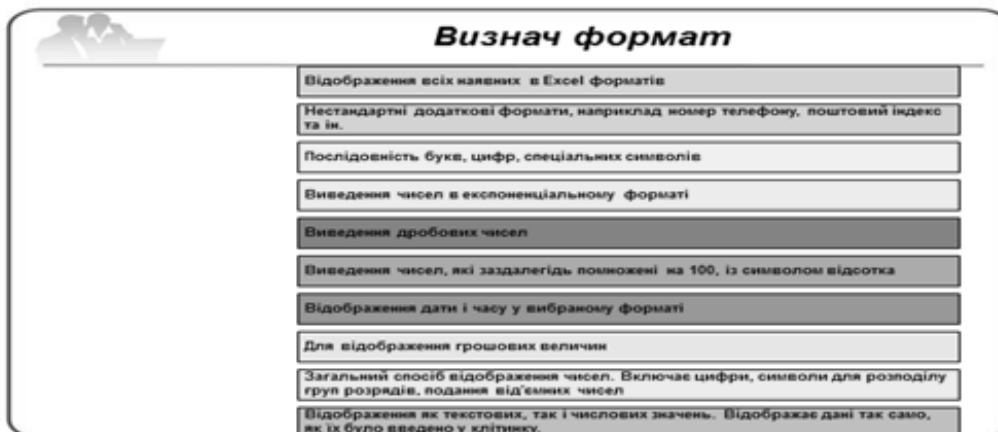 Визнач формат
Відображення всіх наявних в Excel форматів
Нестандартні додаткові формати, наприклад номер телефону, поштовий індекс
та ін.
Послідовність букв, цифр, спеціальних символів
Виведення чисел в експоненціальному форматі
Виведення дробових чисел
Виведення чисел, які заздалегідь помножені на 100, із символом відсотка
Відображення дати і часу у вибраному форматі
Для відображення грошових величин
Загальний спосіб відображення чисел. Включає цифри, символи для розподілу
груп розрядів, подання від'ємних чисел
Відображення як текстових, так і числових значень. Відображає дані так само,
як їх було введено у клітинку.